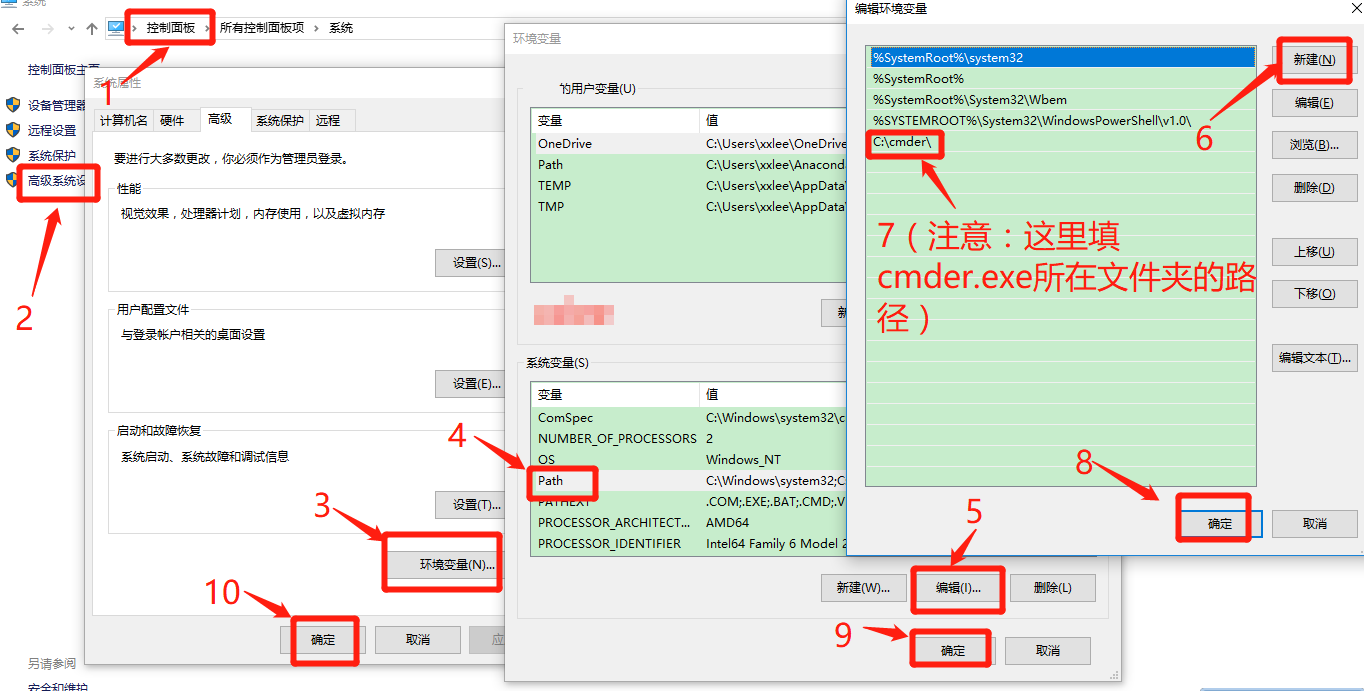 系统
控制面板 所有控制面板项 系统
控制面板主页
设备管理器
远程设置
系统保护
高级系统设
另请参阅
安全和维护
1
2
系统属性
计算机名 硬件 高级 系统保护 远程
要进行大多数更改，你必须作为管理员登录。
性能
视觉效果，处理器计划，内存使用，以及虚拟内存
设置(S)...
用户配置文件
与登录帐户相关的桌面设置
设置(E)...
启动和故障恢复
系统启动、系统故障和调试信息
设置(T)...
3
环境变量(N)...
10
确定 取消 应
环境变量
的用户变量(U)
变量 值
OneDrive C:\Users\xxlee\OneDrive
Path C:\Users\xxlee\Anacond
TEMP C:\Users\xxlee\AppData\
TMP C:\Users\xxlee\AppData\
新
系统变量(S)
变量 值
ComSpec C:\Windows\system32\c
NUMBER_OF_PROCESSORS 2
OS Windows_NT
4
Path C:\Windows\system32;C
PATHEXT .COM;.EXE;.BAT;.CMD;.V
PROCESSOR_ARCHITECT... AMD64
PROCESSOR_IDENTIFIER Intel64 Family 6 Model 2
5
新建(W)... 编辑(I)... 删除(L)
9
确定 取消
编辑环境变量
%SystemRoot%\system32
%SystemRoot%
%SystemRoot%\System32\Wbem
%SYSTEMROOT%\System32\WindowsPowerShell\v1.0\
C:\cmder\
7（注意：这里填
cmder.exe所在文件夹的路
径）
6
新建(N)
编辑(E)
浏览(B)...
删除(D)
上移(U)
下移(O)
编辑文本(T)...
8
确定 取消